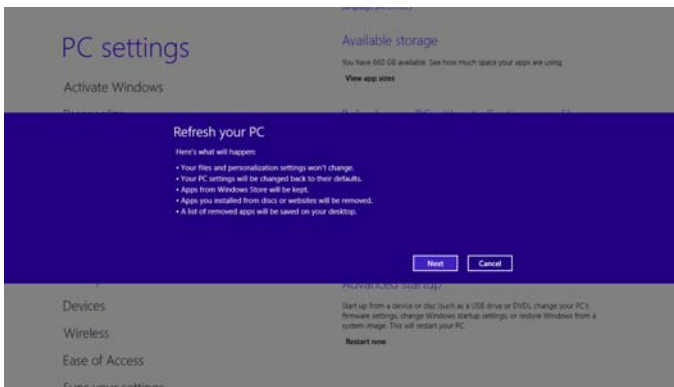 PC settings
Activate Windows
Available storage
You have 660 GB available. See how much space your apps are using.
View app sizes
Refresh your PC
Here's what will happen:
• Your files and personalization settings won't change.
• Your PC settings will be changed back to their defaults.
• Apps from Windows Store will be kept.
• Apps you installed from discs or websites will be removed.
• A list of removed apps will be saved on your desktop.
Next
Cancel
Devices
Wireless
Ease of Access
Advanced startup
Start up from a device or disc (such as a USB drive or DVD), change your PC's
firmware settings, change Windows startup settings, or restore Windows from a
system image. This will restart your PC.
Restart now